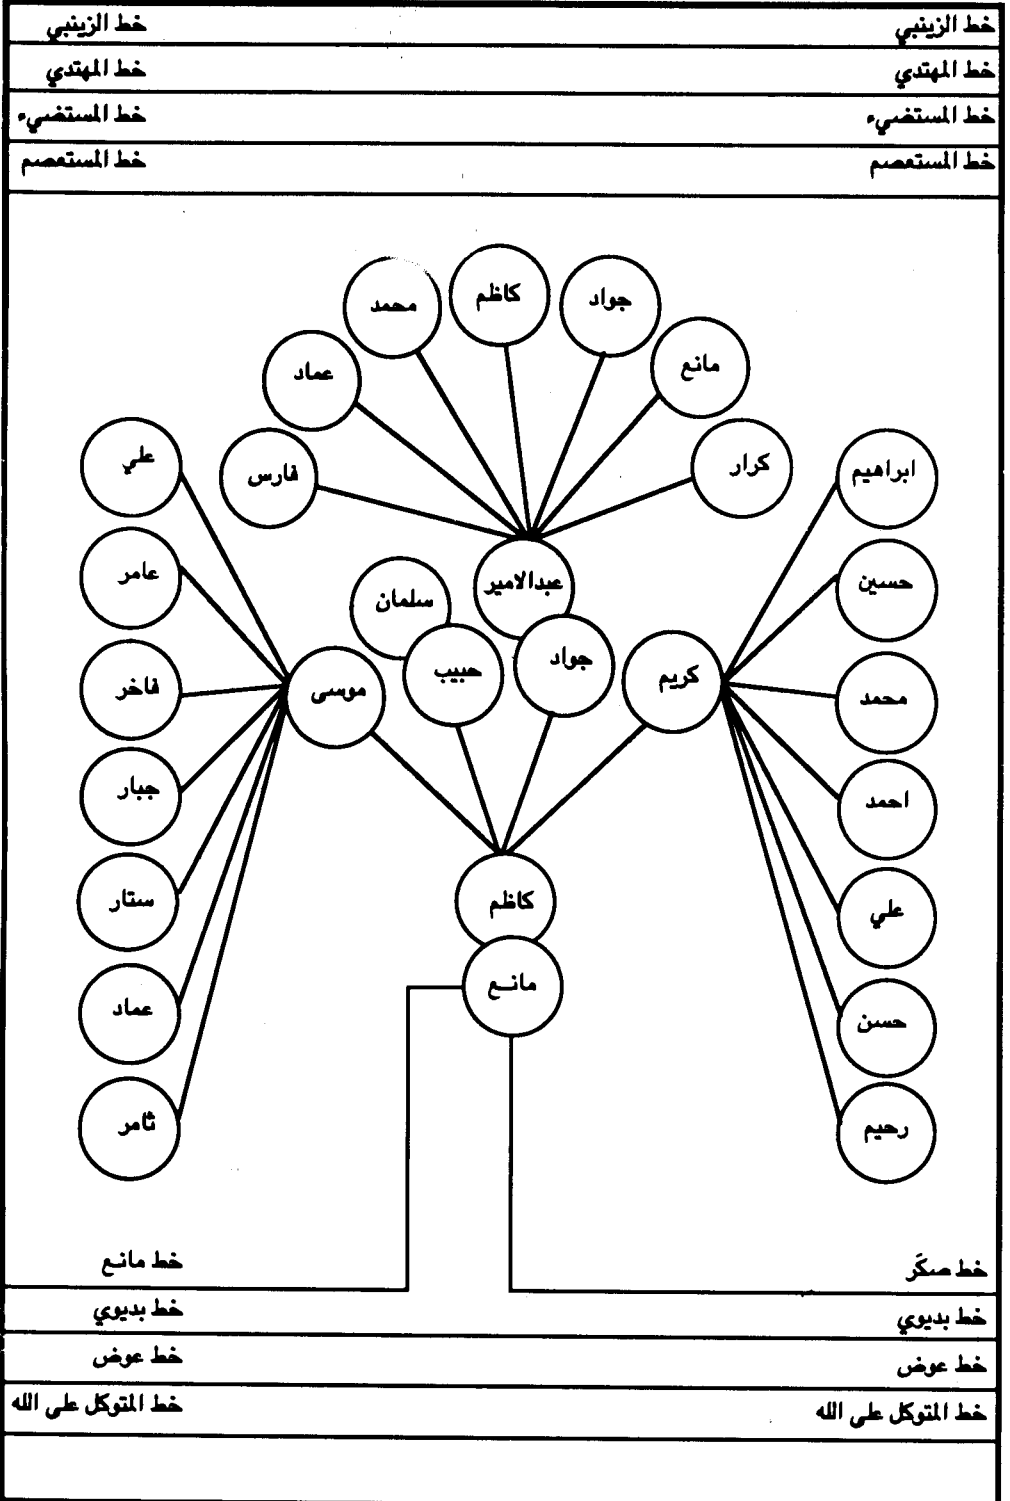 خط الزينبي خط الزينبي
خط المهتدي خط المهتدي
خط المستضيء خط المستضيء
خط المستعصم خط المستعصم
كاظم
جواد
محمد
مانع
عماد
كرار
فارس
علي
ابراهيم
عامر
حسين
عبدالامير
سلمان
جواد
حبيب
كريم
موسى
فاخر
محمد
جبار
احمد
ستار
علي
كاظم
مانع
عماد
حسن
ثامر
رحيم
خط صكَر خط مانع
خط بديوي خط بديوي
خط عوض خط عوض
خط المتوكل على الله خط المتوكل على الله